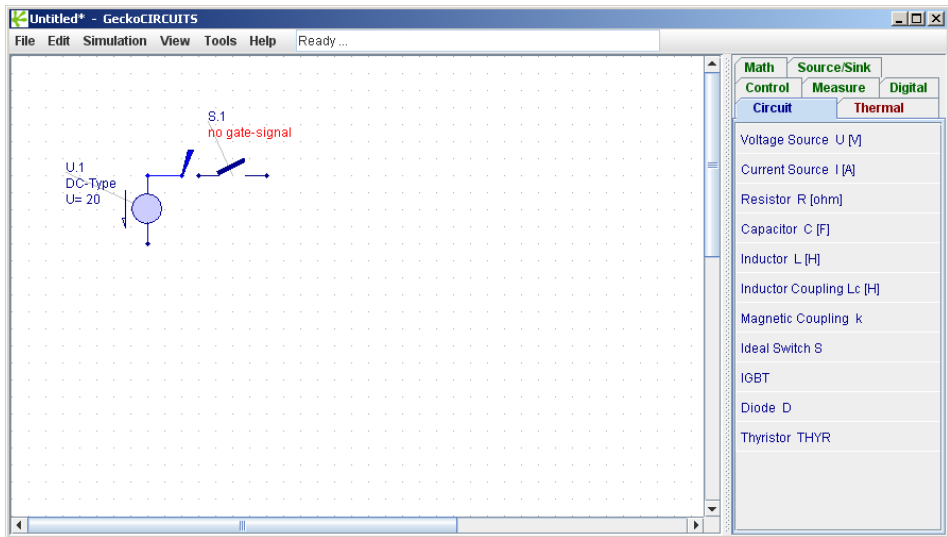 Untitled* - GeckoCIRCUITS
File Edit Simulation View Tools Help Ready ...
Math Source/Sink
Control Measure Digital
Circuit Thermal
S.1
no gate-signal
U.1
DC-Type
U= 20
Voltage Source U [V]
Current Source I [A]
Resistor R [ohm]
Capacitor C [F]
Inductor L [H]
Inductor Coupling Lc [H]
Magnetic Coupling k
Ideal Switch S
IGBT
Diode D
Thyristor THYR